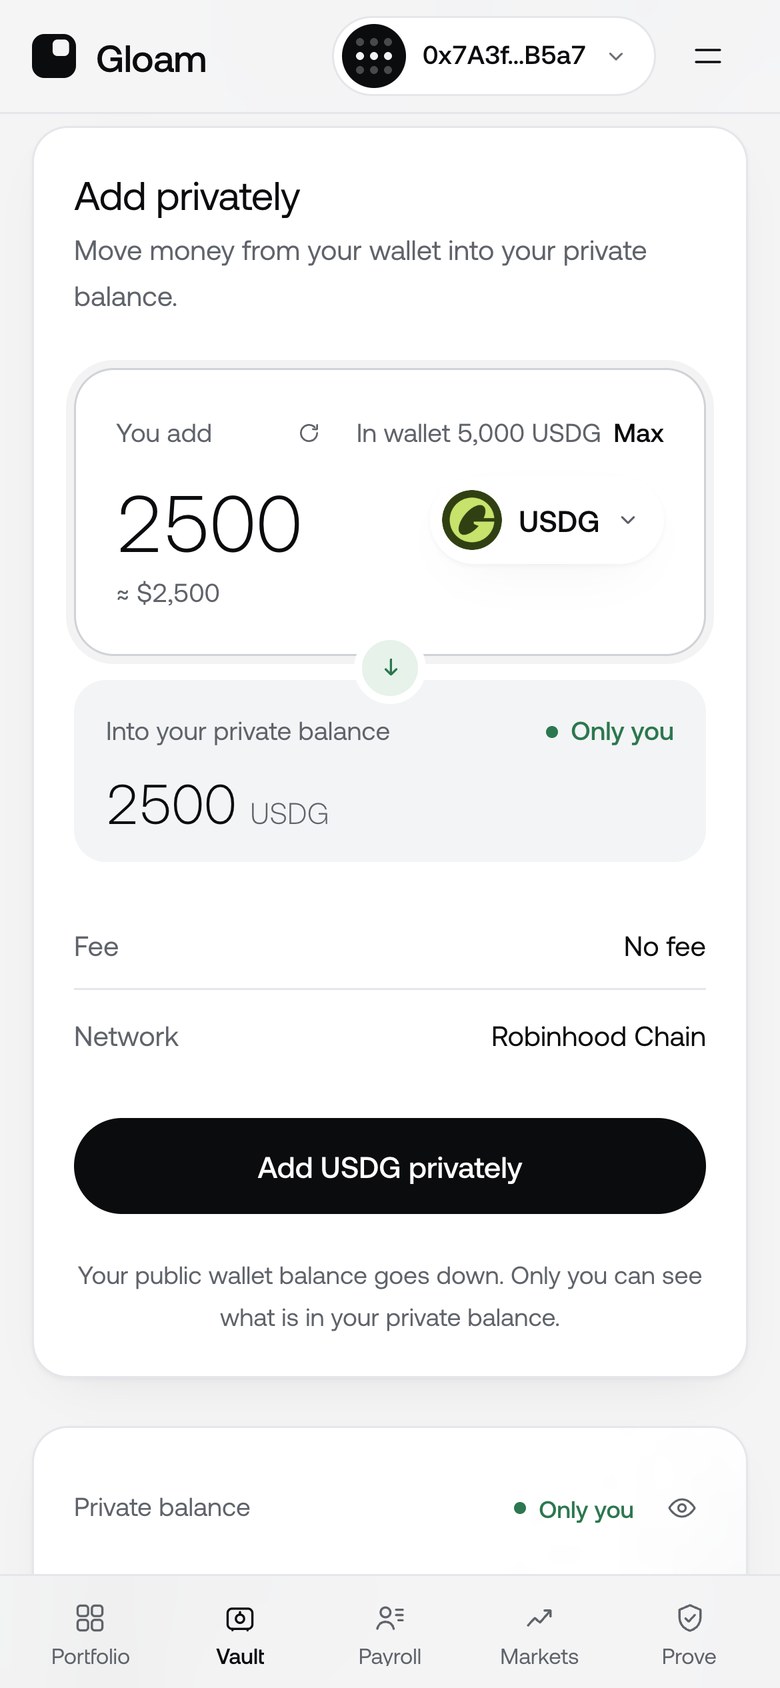 Gloam
0x7A3f...B5a7
Add privately
Move money from your wallet into your private
balance.
You add
In wallet 5,000 USDG Max
2500
USDG
≈ $2,500
Into your private balance
Only you
2500 USDG
Fee
No fee
Network
Robinhood Chain
Add USDG privately
Your public wallet balance goes down. Only you can see
what is in your private balance.
Private balance
Only you
Portfolio
Vault
Payroll
Markets
Prove